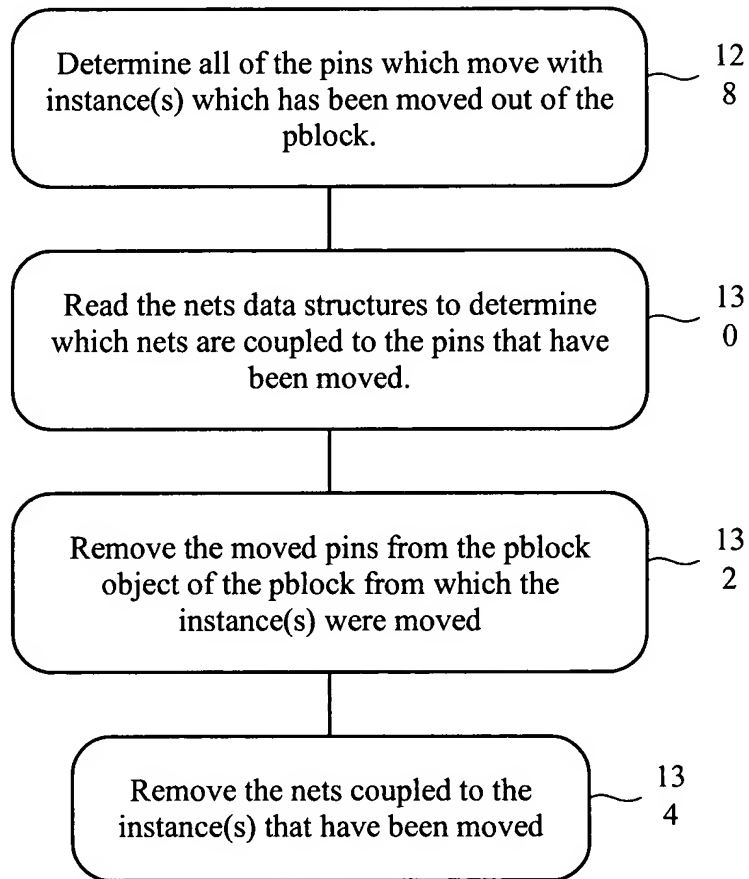 Determine all of the pins which move with
instance(s) which has been moved out of the
pblock.
12
8
Read the nets data structures to determine
which nets are coupled to the pins that have
been moved.
13
0
Remove the moved pins from the pblock
object of the pblock from which the
instance(s) were moved
13
2
Remove the nets coupled to the
instance(s) that have been moved
13
4